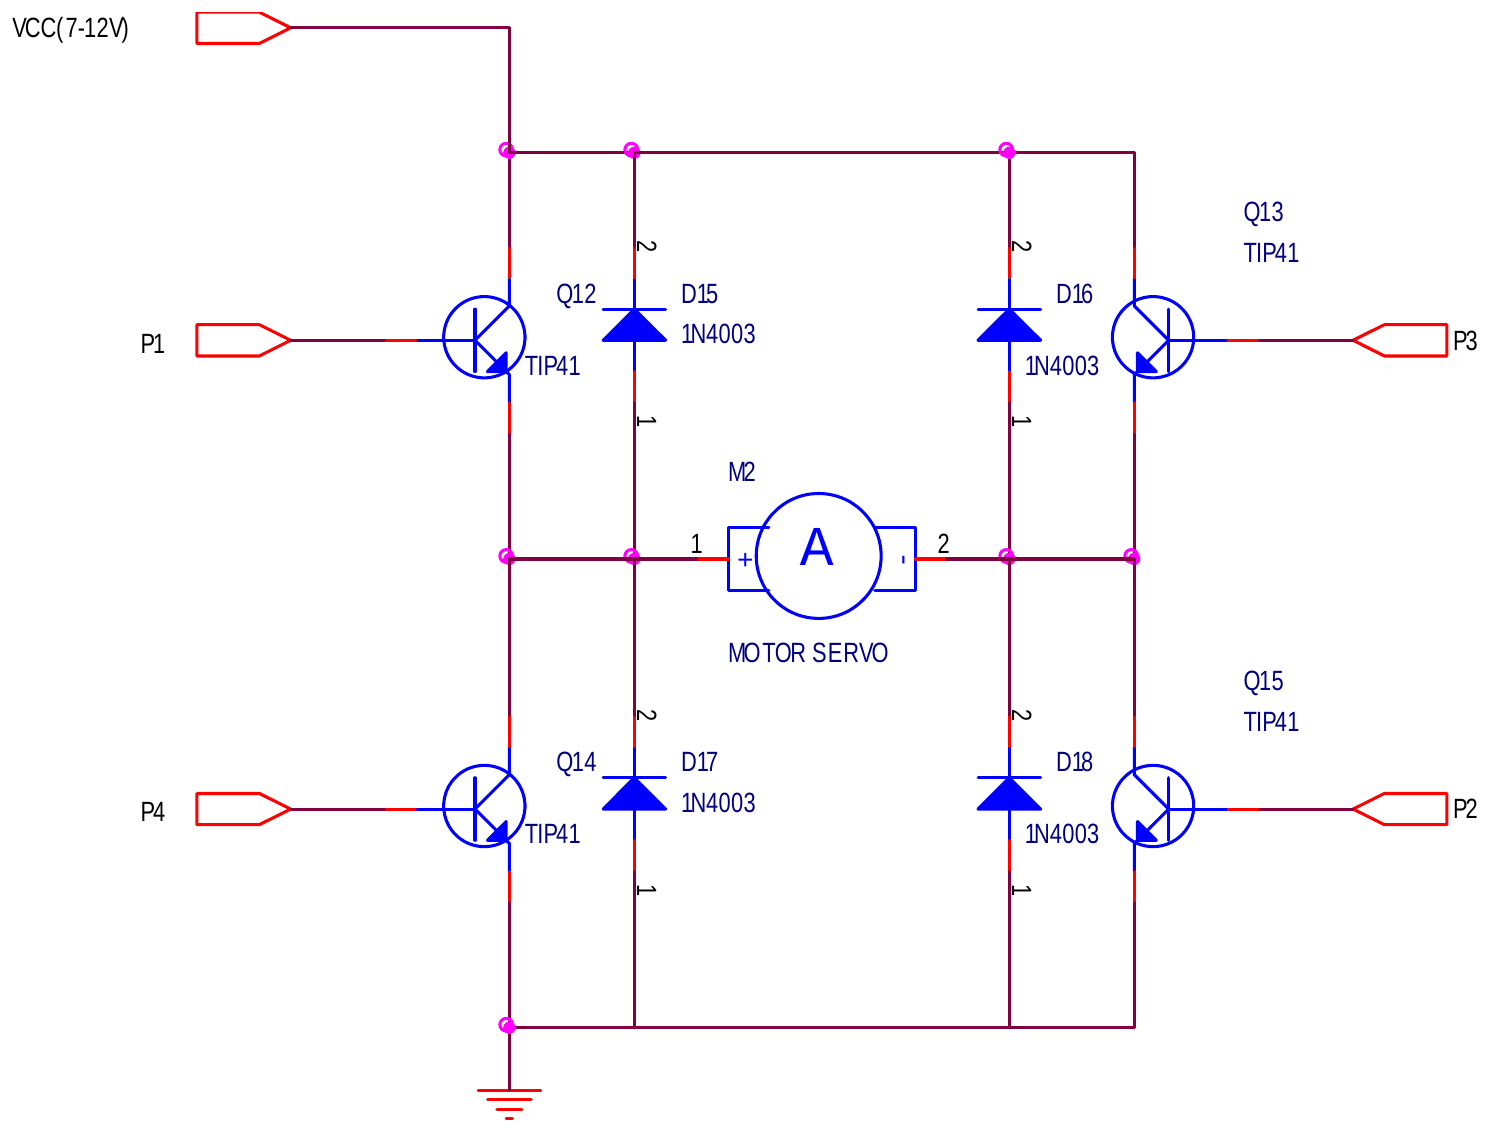 VCC(7-12V)
Q13
TIP41
2
2
Q12
D15
D16
1N4003
P1
P3
TIP41
1N4003
1
1
M2
1
+
A
-
2
MOTOR SERVO
Q15
TIP41
2
2
Q14
D17
D18
1N4003
P4
P2
TIP41
1N4003
1
1